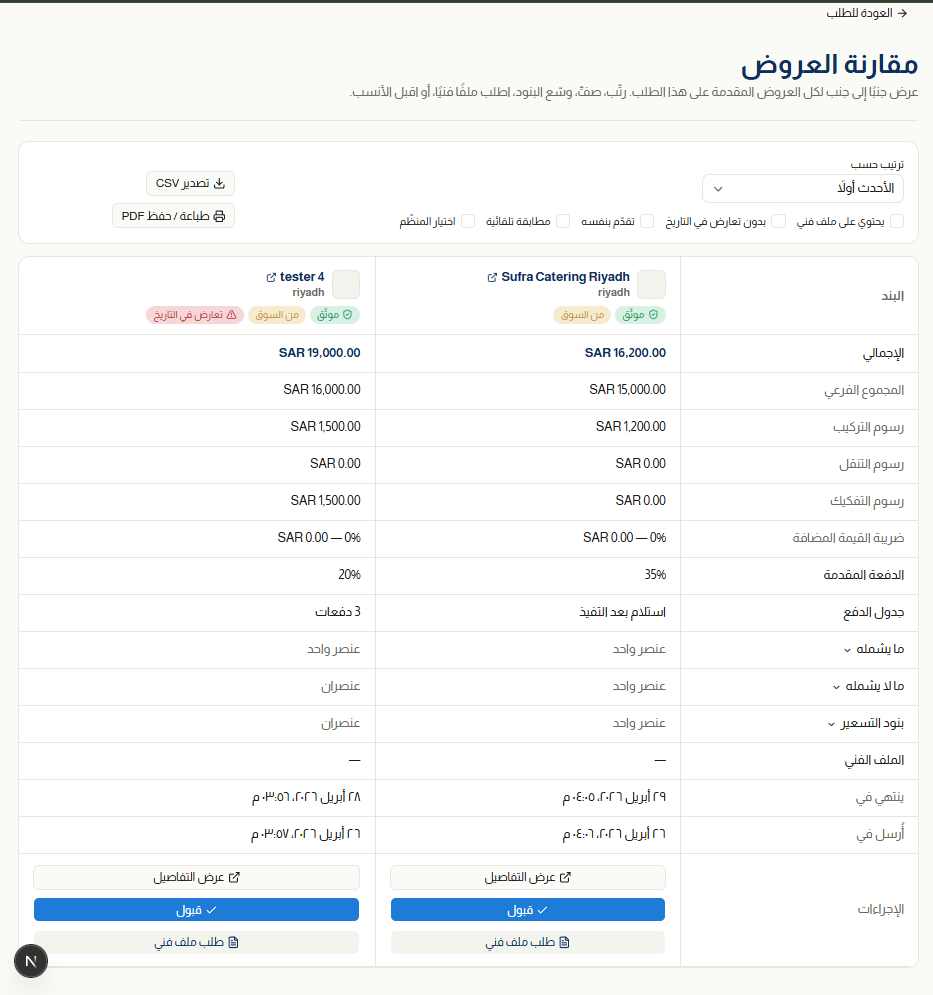 العودة للطلب
مقارنة العروض
عرض جنبًا إلى جنب لكل العروض المقدمة على هذا الطلب. رتّب، صفّ، وسّع البنود، اطلب ملفًا فنيًا، أو اقبل الأنسب.
ترتيب حسب
الأحدث أولًا
تصدير CSV
طباعة / حفظ PDF
يحتوي على ملف فني بدون تعارض في التاريخ تقدّم بنفسه مطابقة تلقائية اختيار المنظّم
البند
Sufra Catering Riyadh
riyadh
موثّق من السوق
tester 4
riyadh
موثّق من السوق تعارض في التاريخ
الإجمالي SAR 16,200.00 SAR 19,000.00
المجموع الفرعي SAR 15,000.00 SAR 16,000.00
رسوم التركيب SAR 1,200.00 SAR 1,500.00
رسوم التنقل SAR 0.00 SAR 0.00
رسوم التفكيك SAR 0.00 SAR 1,500.00
ضريبة القيمة المضافة SAR 0.00 — 0% SAR 0.00 — 0%
الدفعة المقدمة 35% 20%
جدول الدفع استلام بعد التفيذ 3 دفعات
ما يشمله عنصر واحد عنصر واحد
ما لا يشمله عنصر واحد عنصران
بنود التسعير عنصر واحد عنصران
الملف الفني — —
ينتهي في ٢٩ أبريل ٢٠٢٦، ٠٤:٠٥ م ٢٨ أبريل ٢٠٢٦، ٠٣:٥٦ م
أُرسل في ٢٦ أبريل ٢٠٢٦، ٠٤:٠٦ م ٢٦ أبريل ٢٠٢٦، ٠٣:٥٧ م
الإجراءات
عرض التفاصيل عرض التفاصيل
قبول قبول
طلب ملف فني طلب ملف فني
N